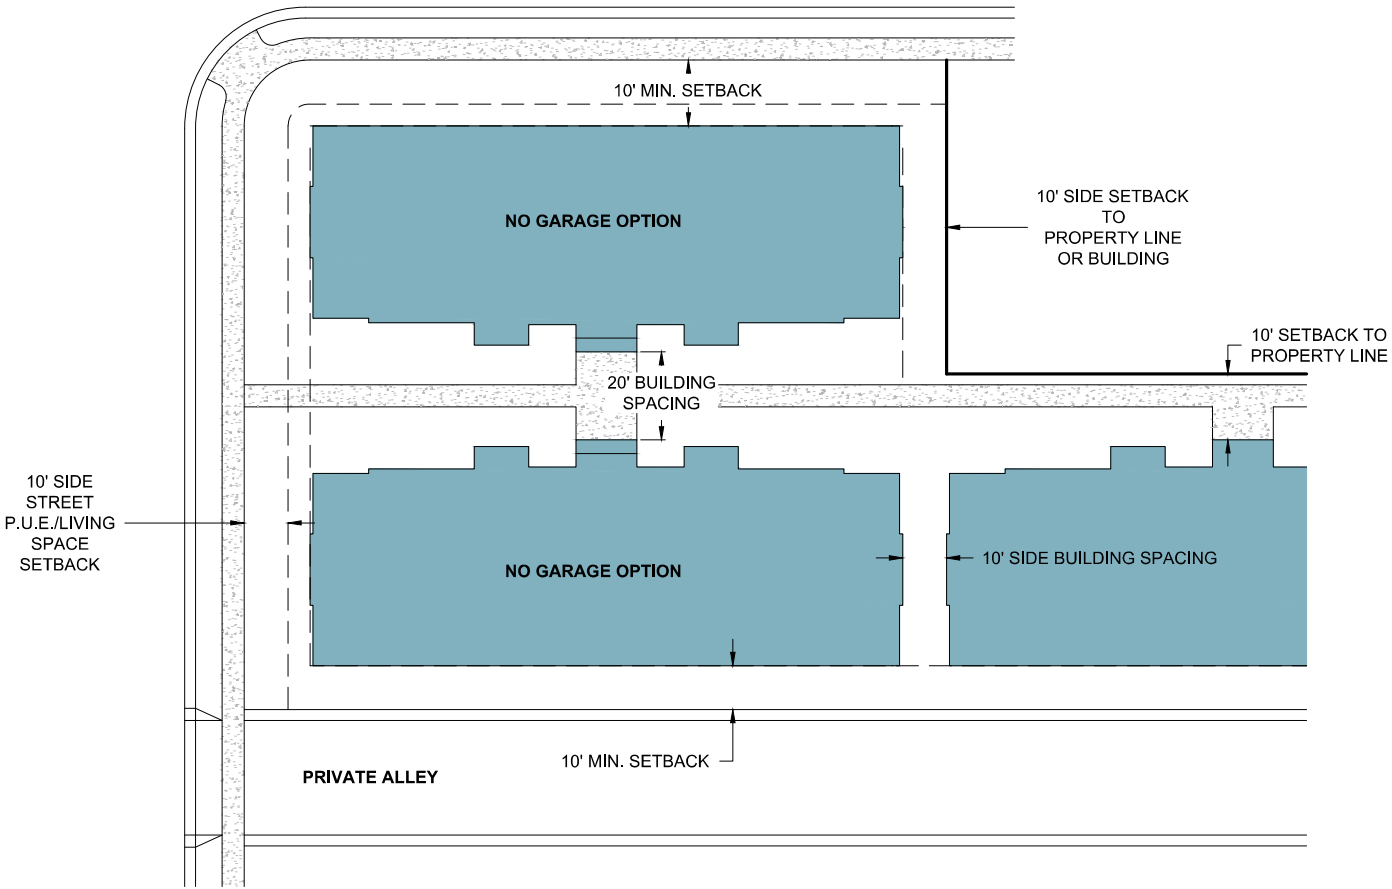 10' MIN. SETBACK
10' SIDE SETBACK
TO
PROPERTY LINE
OR BUILDING
NO GARAGE OPTION
10' SETBACK TO
PROPERTY LINE
20' BUILDING
SPACING
10' SIDE
STREET
P.U.E./LIVING
SPACE
SETBACK
NO GARAGE OPTION
10' SIDE BUILDING SPACING
10' MIN. SETBACK
PRIVATE ALLEY